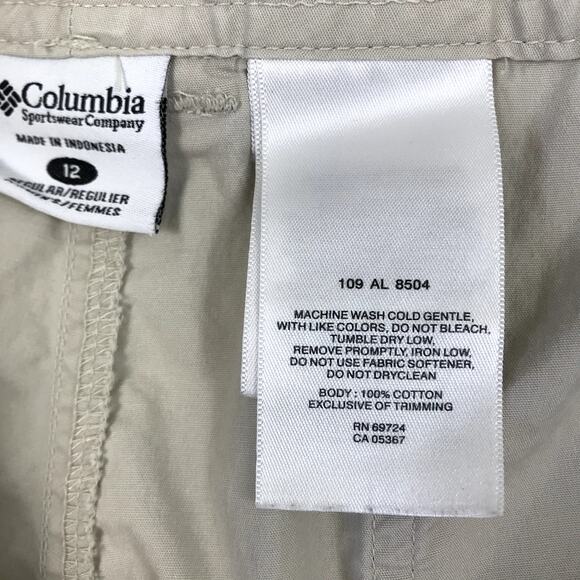 Columbia
Sportswear Company
MADE IN INDONESIA
12
REGULAR/REGULIER
/FEMMES
109 AL 8504
MACHINE WASH COLD GENTLE,
WITH LIKE COLORS, DO NOT BLEACH,
TUMBLE DRY LOW,
REMOVE PROMPTLY, IRON LOW,
DO NOT USE FABRIC SOFTENER,
DO NOT DRYCLEAN
BODY : 100% COTTON
EXCLUSIVE OF TRIMMING
RN 69724
CA 05367